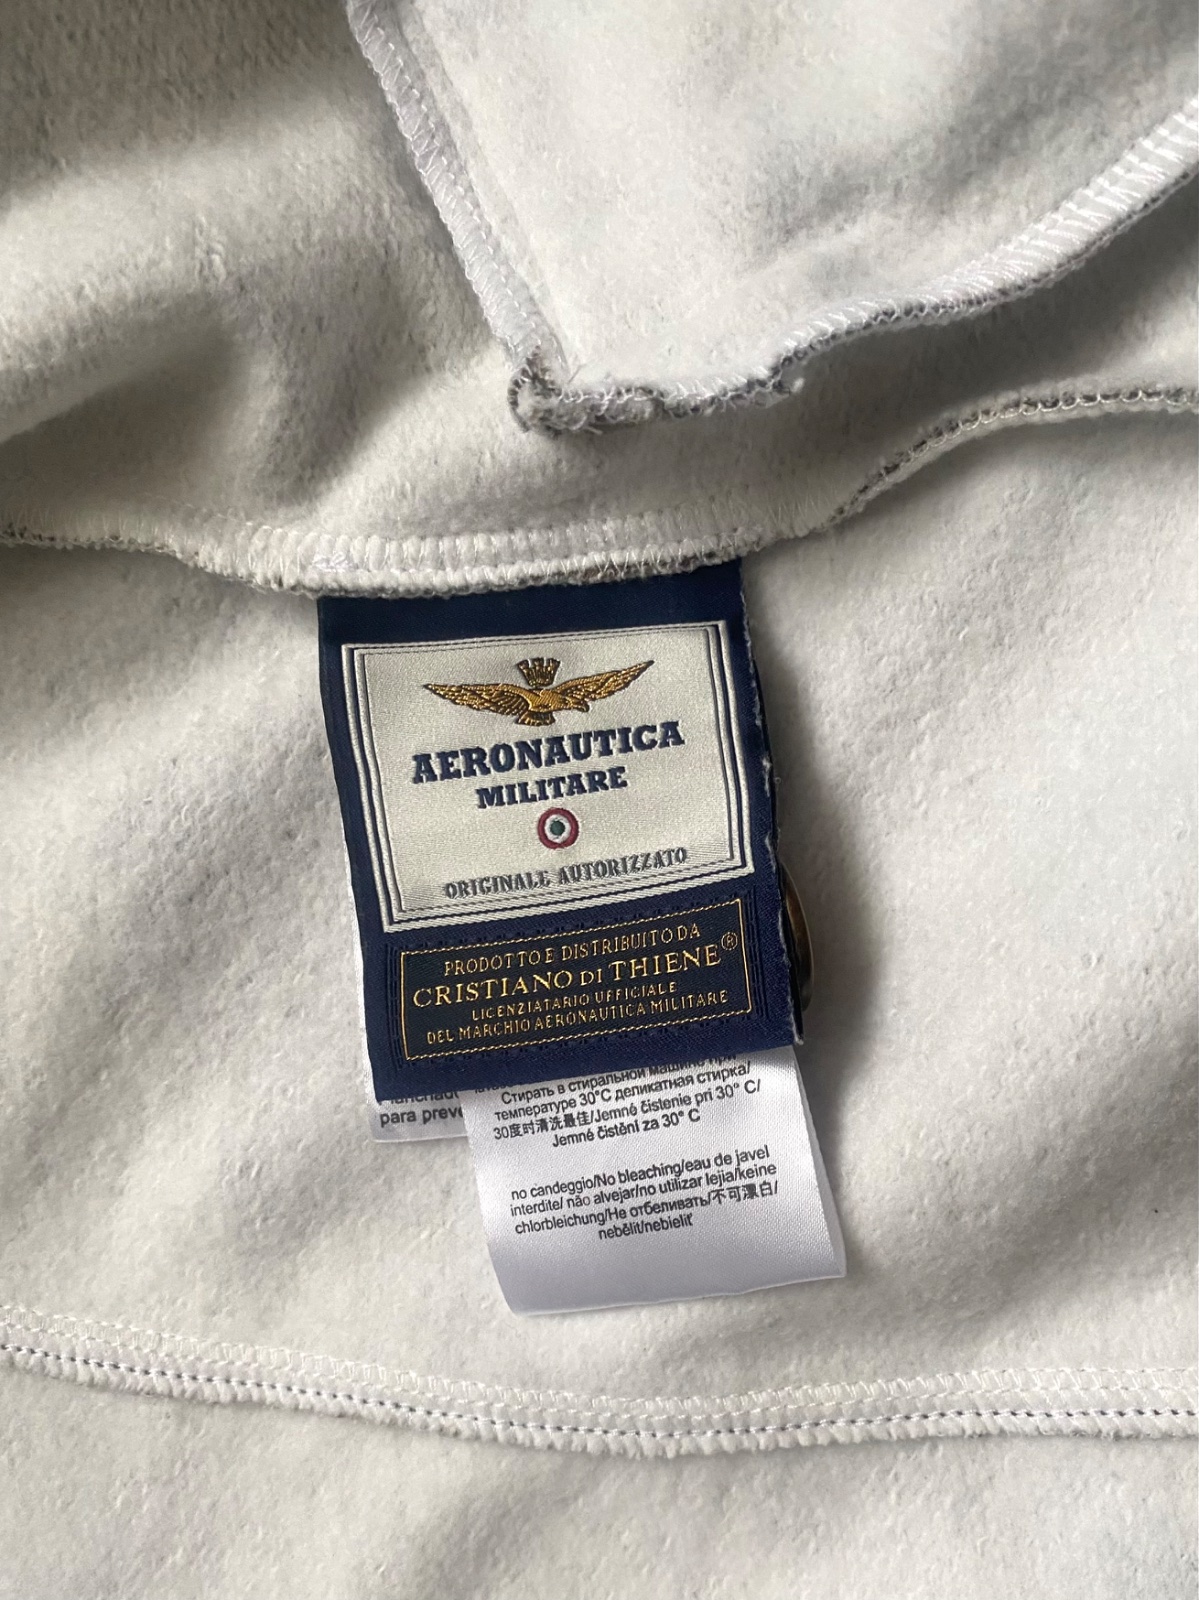 AERONAUTICA
MILITARE
ORIGINALE AUTORIZZATO
PRODOTTO E DISTRIBUITO DA
CRISTIANO DI THIENE®
LICENZIATARIO UFFICIALE
DEL MARCHIO AERONAUTICA MILITARE
para preve
Стирать в стиральной машине при
температуре 30°C деликатная стирка/
30度时清洗最佳/Jemné čistenie pri 30° C/
Jemné čistění za 30° C
no candeggio/No bleaching/eau de javel
interdite/ não alvejar/no utilizar lejia/keine
chlorbleichung/Не отбеливать/不可漂白/
nebělit/nebieliť